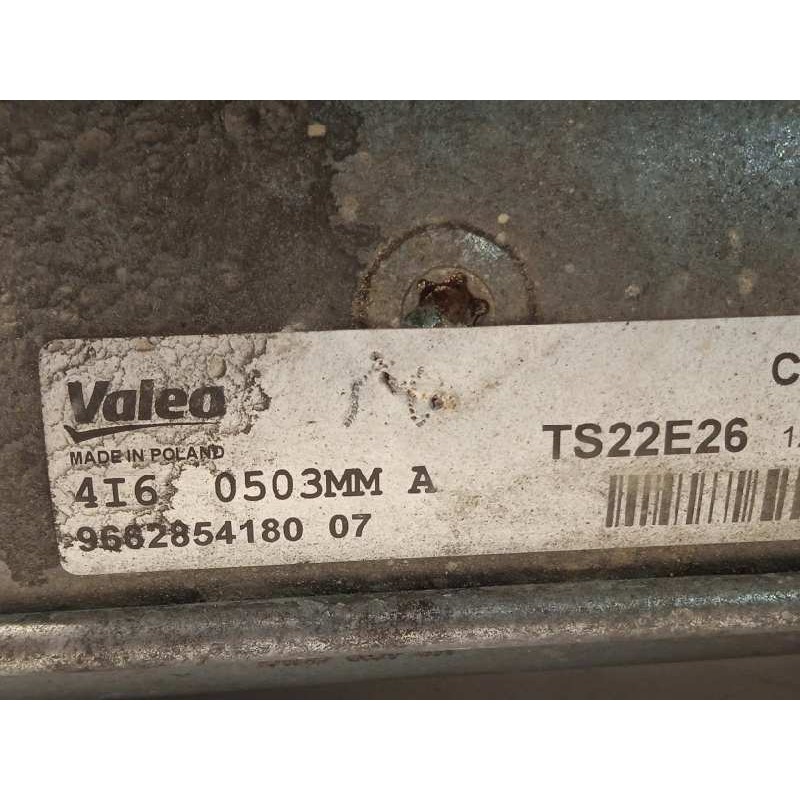 Valeo
C
MADE IN POLAND
TS22E26
4I6 0503MM A
9662854180 07